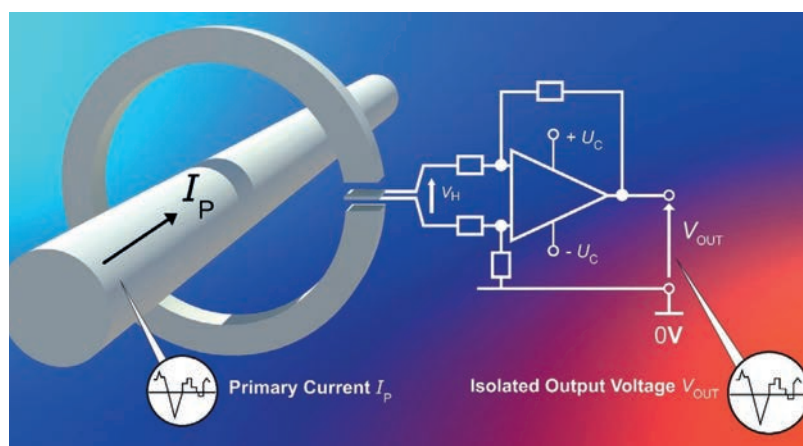 I_P
+ U_C
V_H
- U_C
V_OUT
0V
Primary Current I_P
Isolated Output Voltage V_OUT